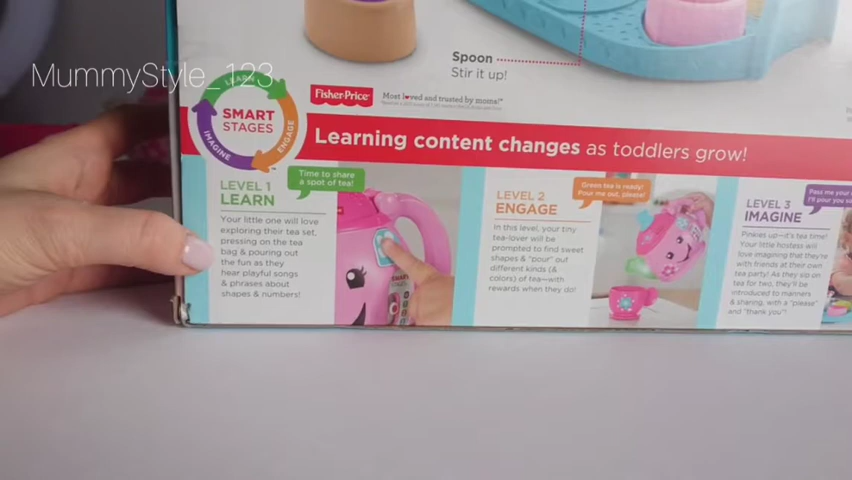 Spoon
Stir it up!
MummyStyle_123
LEARN
ENGAGE
IMAGINE
SMART
STAGES
Fisher-Price
Most loved and trusted by moms!*
Learning content changes as toddlers grow!
LEVEL 1
LEARN
Your little one will love
exploring their tea set,
pressing on the tea
bag & pouring out
the fun as they
hear playful songs
& phrases about
shapes & numbers!
Time to share
a spot of tea!
LEVEL 2
ENGAGE
In this level, your tiny
tea-lover will be
prompted to find sweet
shapes & "pour" out
different kinds (&
colors) of tea—with
rewards when they do!
Green tea is ready!
Pour me out, please!
LEVEL 3
IMAGINE
Pinkies up—it's tea time!
Your little hostess will
love imagining that they're
with friends at their own
tea party! As they sip on
tea for two, they'll be
introduced to manners
& sharing, with a "please"
and "thank you"!
Pass me your
I'll pour you